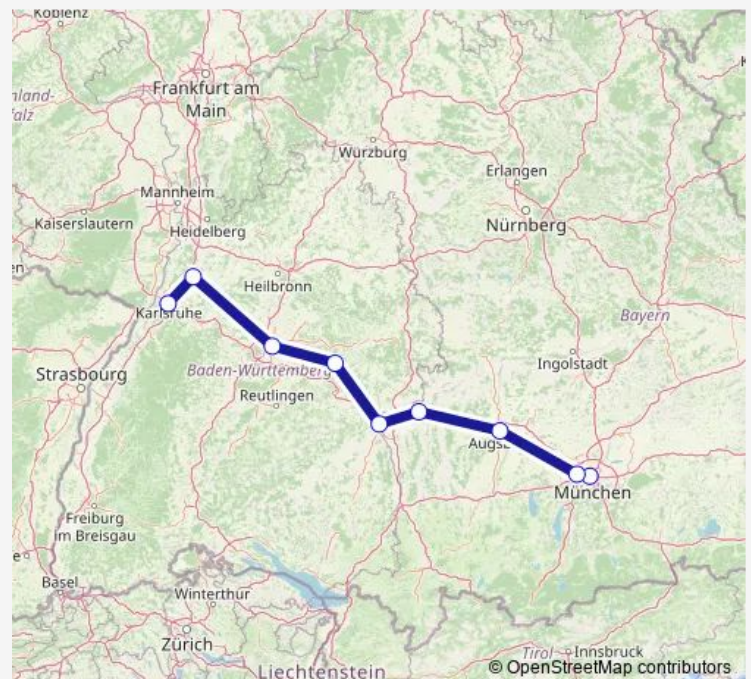 Koblenz
Frankfurt am
Main
Würzburg
Erlangen
Mannheim
Nürnberg
Kaiserslautern
Heidelberg
Heilbronn
Karlsruhe
Bayern
Ingolstadt
Strasbourg
Baden-Württemberg
Reutlingen
München
Freiburg
im Breisgau
Basel
Winterthur
Zürich
Tirol
Innsbruck
Liechtenstein
© OpenStreetMap contributors